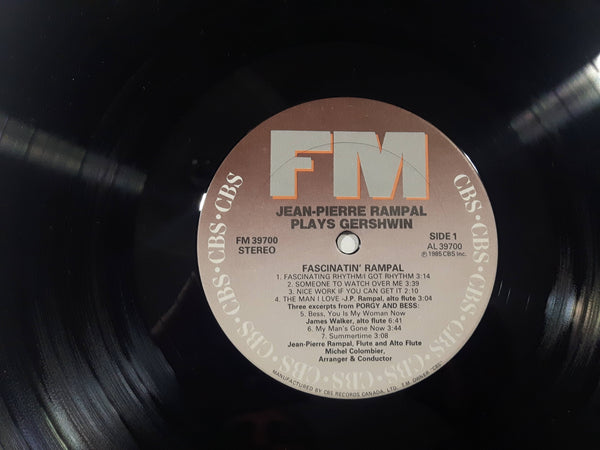 FM
JEAN-PIERRE RAMPAL
PLAYS GERSHWIN
FM 39700
STEREO
SIDE 1
AL 39700
℗ 1985 CBS Inc.
FASCINATIN' RAMPAL
1. FASCINATING RHYTHM/I GOT RHYTHM 3:14
2. SOMEONE TO WATCH OVER ME 3:39
3. NICE WORK IF YOU CAN GET IT 2:10
4. THE MAN I LOVE -J.P. Rampal, alto flute 3:04
Three excerpts from PORGY AND BESS:
5. Bess, You Is My Woman Now
James Walker, alto flute 6:41
6. My Man's Gone Now 3:44
7. Summertime 3:08
Jean-Pierre Rampal, Flute and Alto Flute
Michel Colombier,
Arranger & Conductor
CBS·CBS·CBS·CBS·CBS·CBS·CBS·CBS·CBS·CBS
MANUFACTURED BY CBS RECORDS CANADA, LTD.